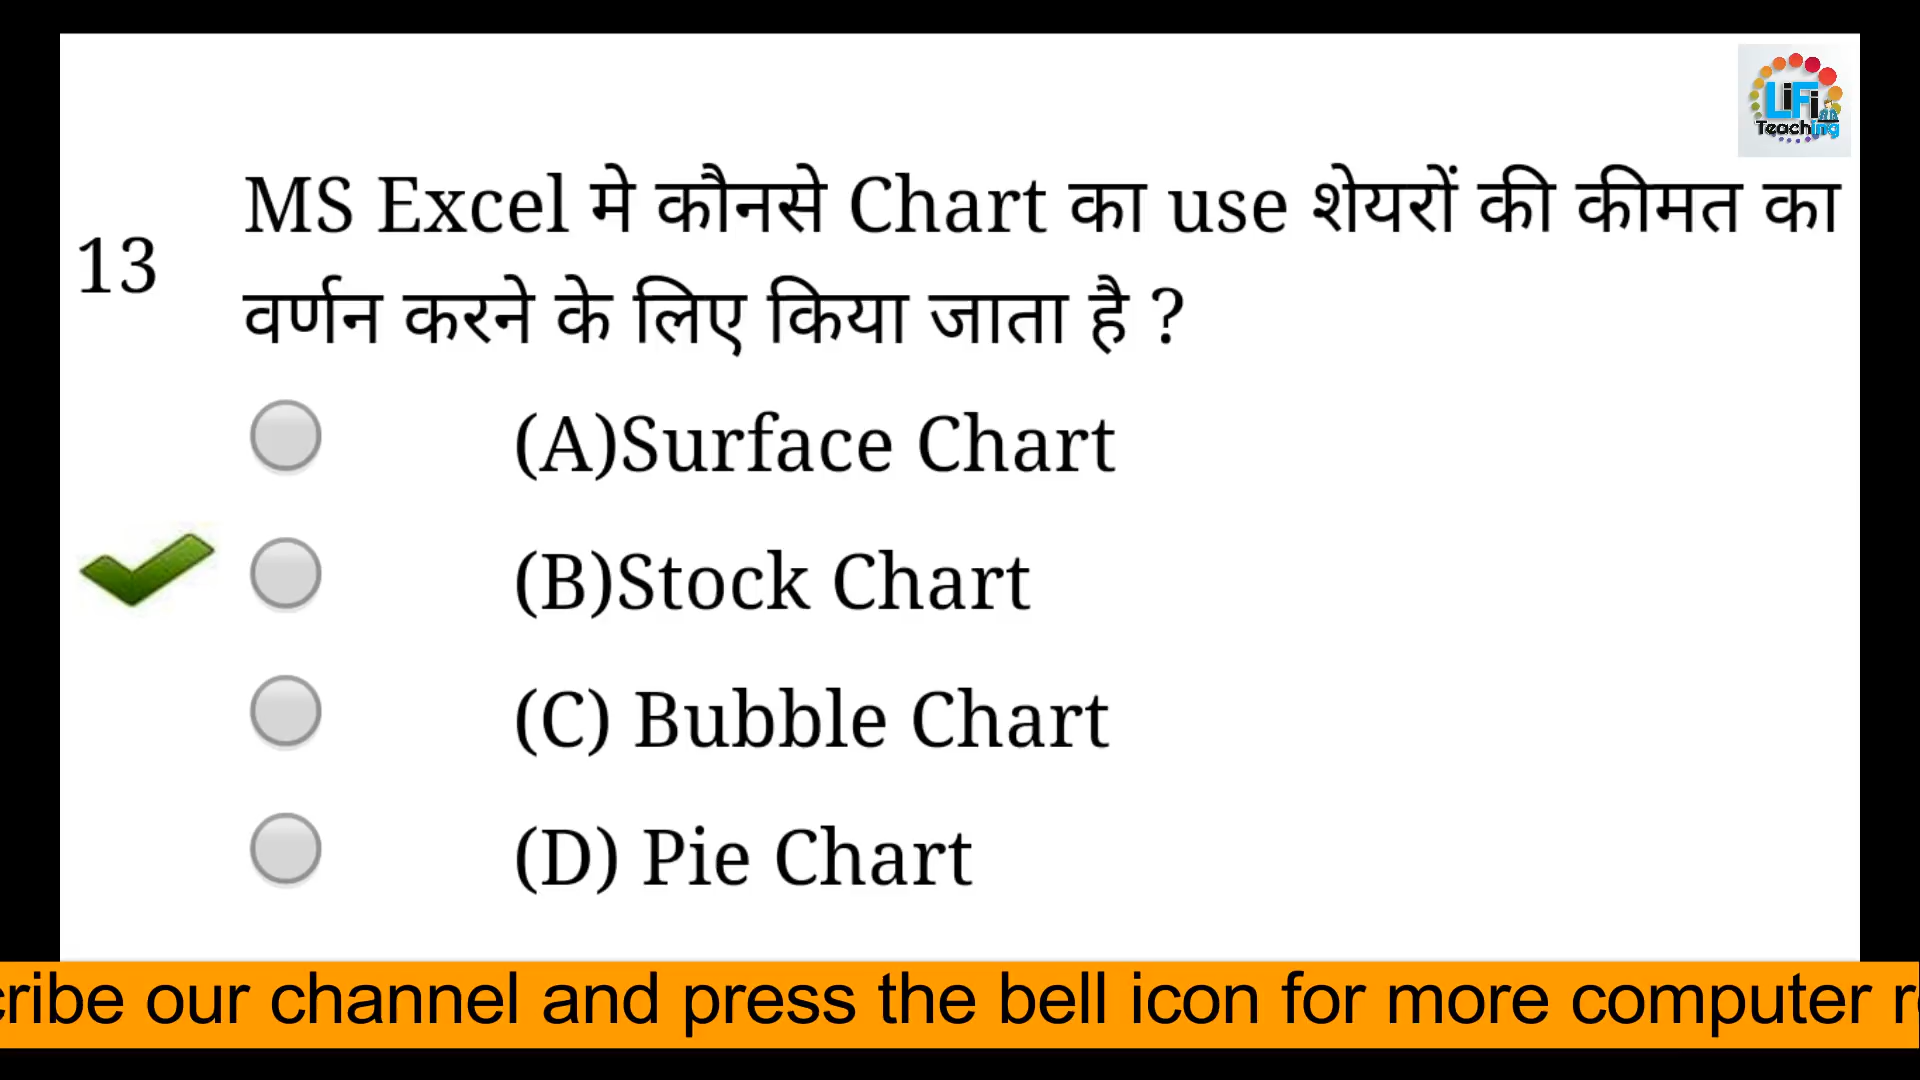 LiFi
Teaching
13
MS Excel मे कौनसे Chart का use शेयरों की कीमत का
वर्णन करने के लिए किया जाता है ?
(A)Surface Chart
(B)Stock Chart
(C) Bubble Chart
(D) Pie Chart
our channel and press the bell icon for more computer